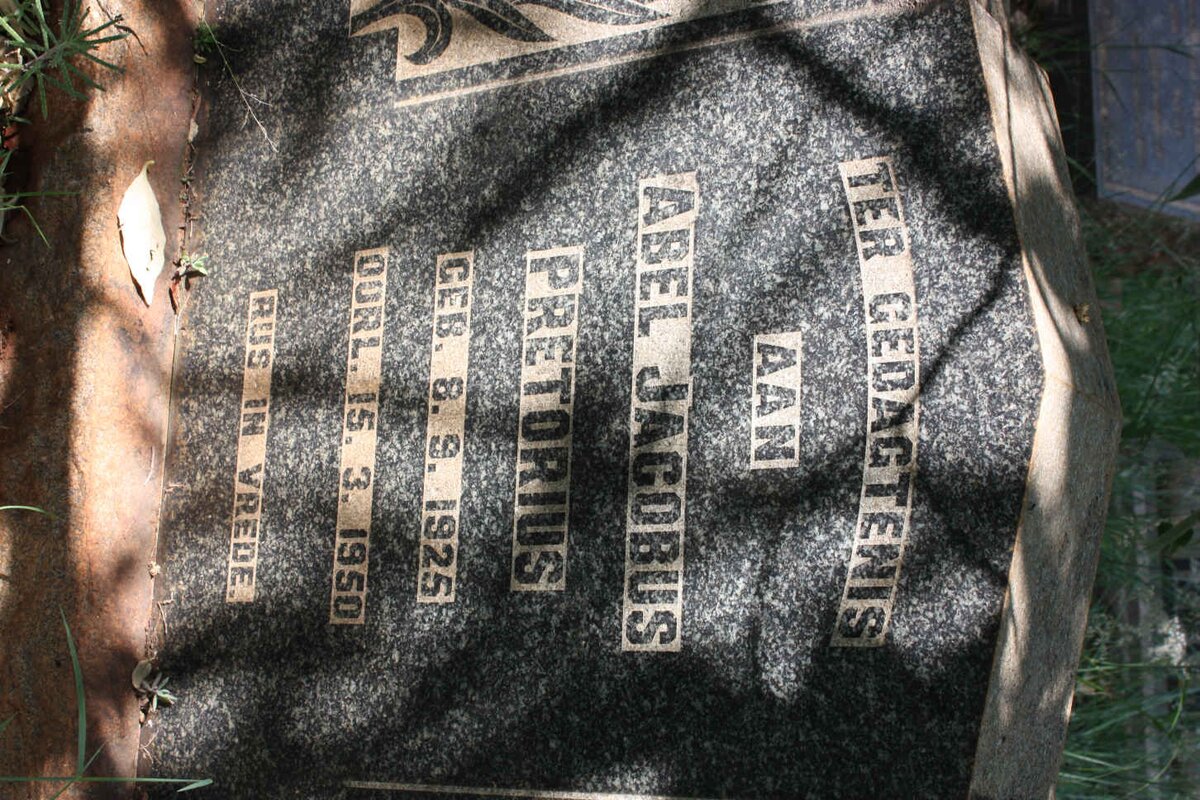 TER GEDAGTENIS
AAN
ABEL JACOBUS
PRETORIUS
GEB. 8. 9. 1925
OORL. 15. 3. 1950
RUS IN VREDE